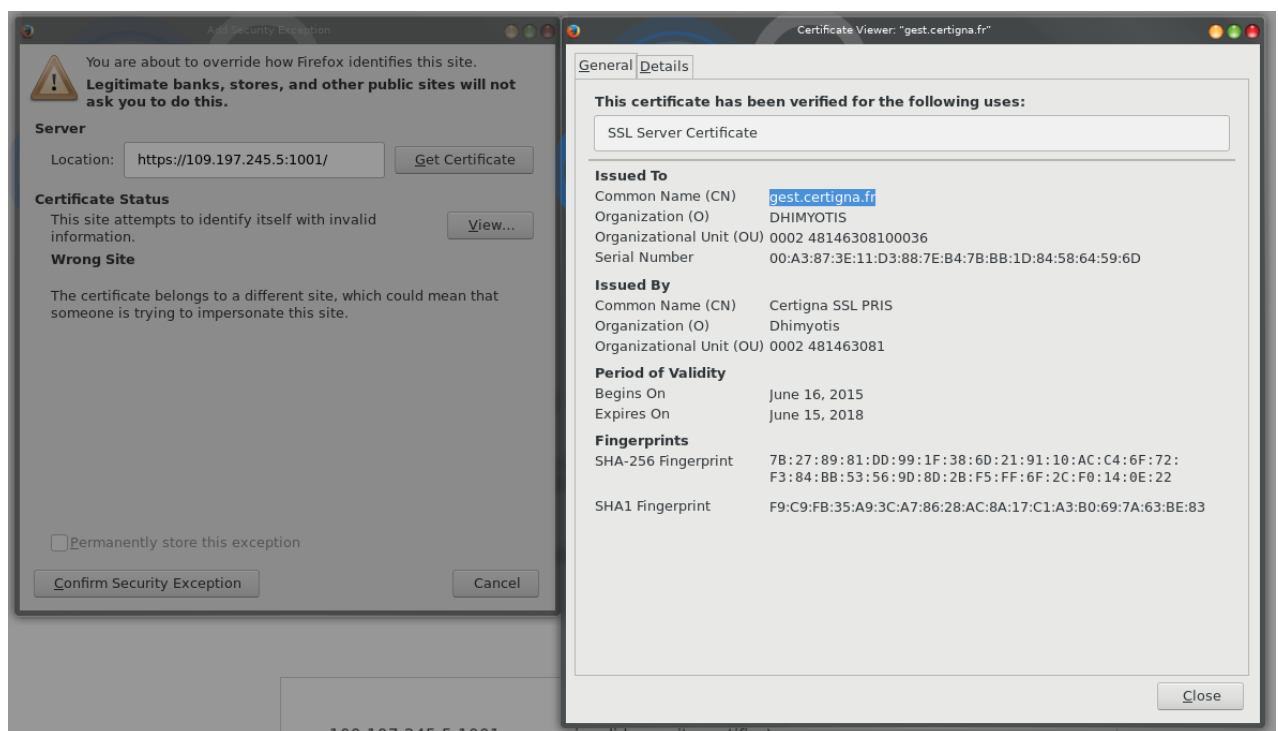 Add Security Exception
You are about to override how Firefox identifies this site.
Legitimate banks, stores, and other public sites will not
ask you to do this.
Server
Location: https://109.197.245.5:1001/ Get Certificate
Certificate Status
This site attempts to identify itself with invalid
information.
View...
Wrong Site
The certificate belongs to a different site, which could mean that
someone is trying to impersonate this site.
Permanently store this exception
Confirm Security Exception Cancel
Certificate Viewer: "gest.certigna.fr"
General Details
This certificate has been verified for the following uses:
SSL Server Certificate
Issued To
Common Name (CN) gest.certigna.fr
Organization (O) DHIMYOTIS
Organizational Unit (OU) 0002 48146308100036
Serial Number 00:A3:87:3E:11:D3:88:7E:B4:7B:BB:1D:84:58:64:59:6D
Issued By
Common Name (CN) Certigna SSL PRIS
Organization (O) Dhimyotis
Organizational Unit (OU) 0002 481463081
Period of Validity
Begins On June 16, 2015
Expires On June 15, 2018
Fingerprints
SHA-256 Fingerprint 7B:27:89:81:DD:99:1F:38:6D:21:91:10:AC:C4:6F:72:
F3:84:BB:53:56:9D:8D:2B:F5:FF:6F:2C:F0:14:0E:22
SHA1 Fingerprint F9:C9:FB:35:A9:3C:A7:86:28:AC:8A:17:C1:A3:B0:69:7A:63:BE:83
Close